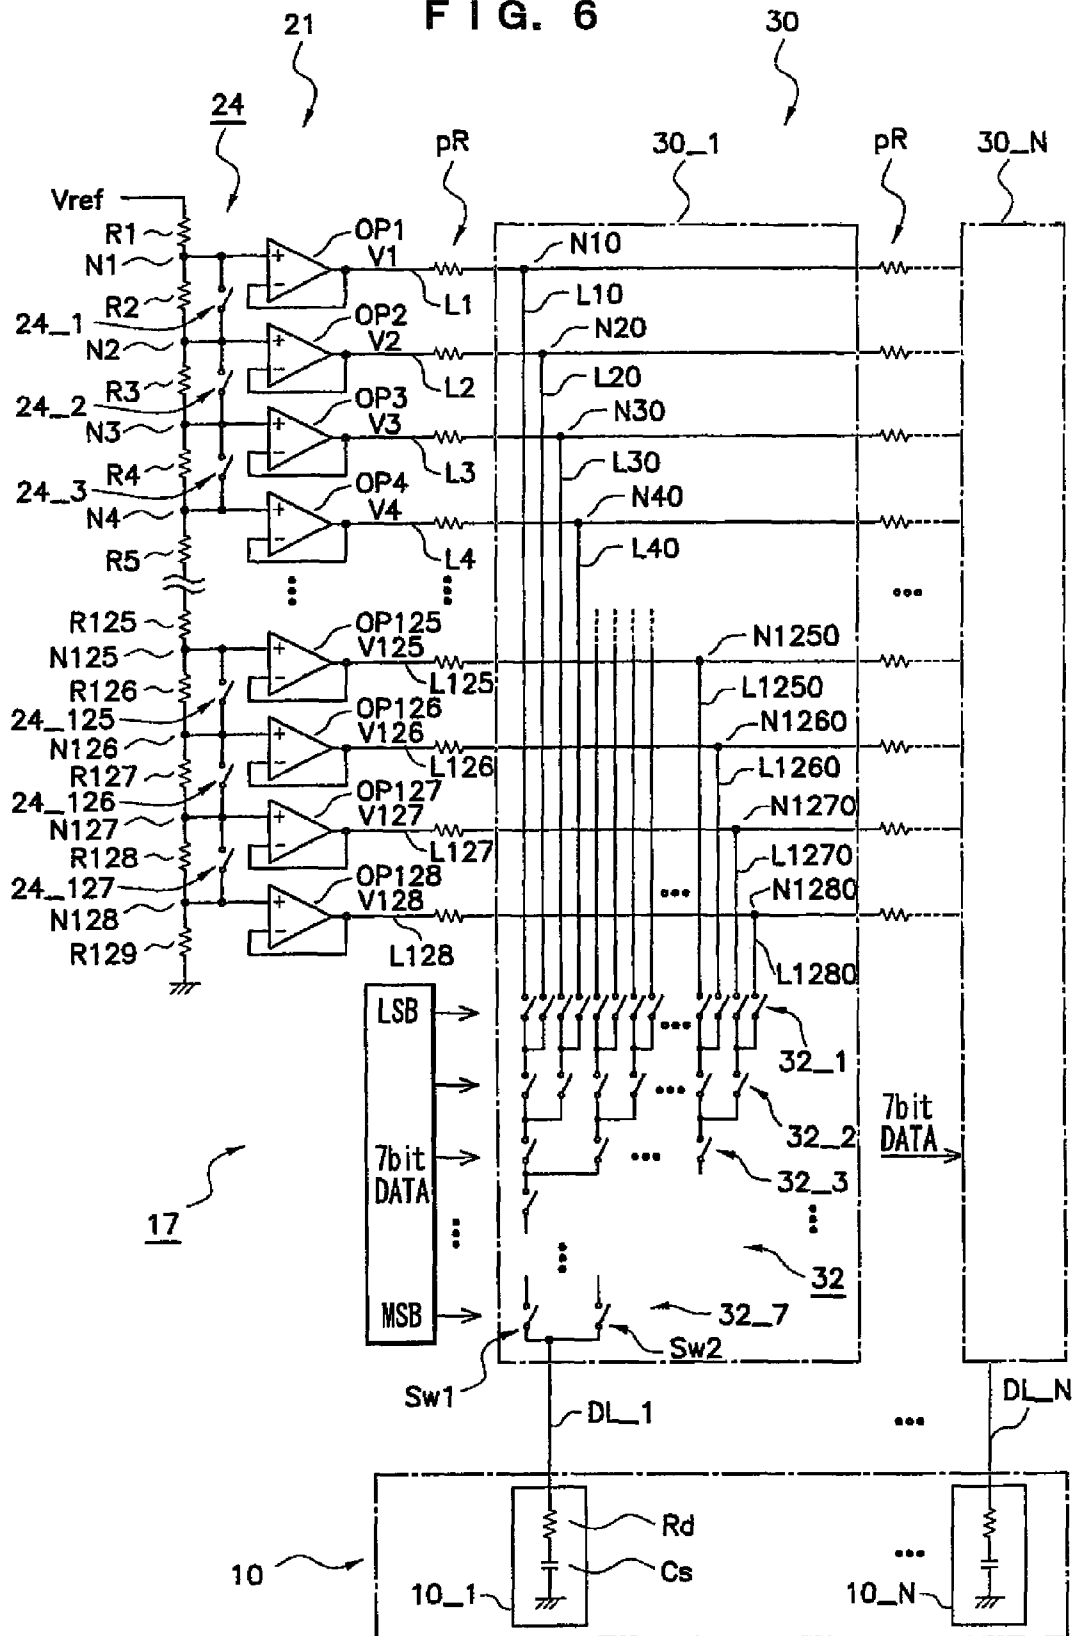 FIG. 6
21
30
24
pR
30_1
pR
30_N
Vref
R1
OP1
V1
N10
N1
L10
L1
R2
24_1
OP2
V2
N20
N2
L20
L2
R3
24_2
OP3
V3
N30
N3
L30
L3
R4
24_3
OP4
V4
N40
N4
L40
L4
R5
R125
OP125
V125
N1250
N125
L125
L1250
R126
24_125
OP126
V126
N1260
N126
L126
L1260
R127
24_126
OP127
V127
N1270
N127
L127
L1270
R128
24_127
OP128
V128
N1280
N128
R129
L128
L1280
LSB
32_1
7bit
DATA
32_2
7bit
DATA
32_3
17
32
MSB
32_7
Sw2
Sw1
DL_1
DL_N
Rd
10
Cs
10_1
10_N